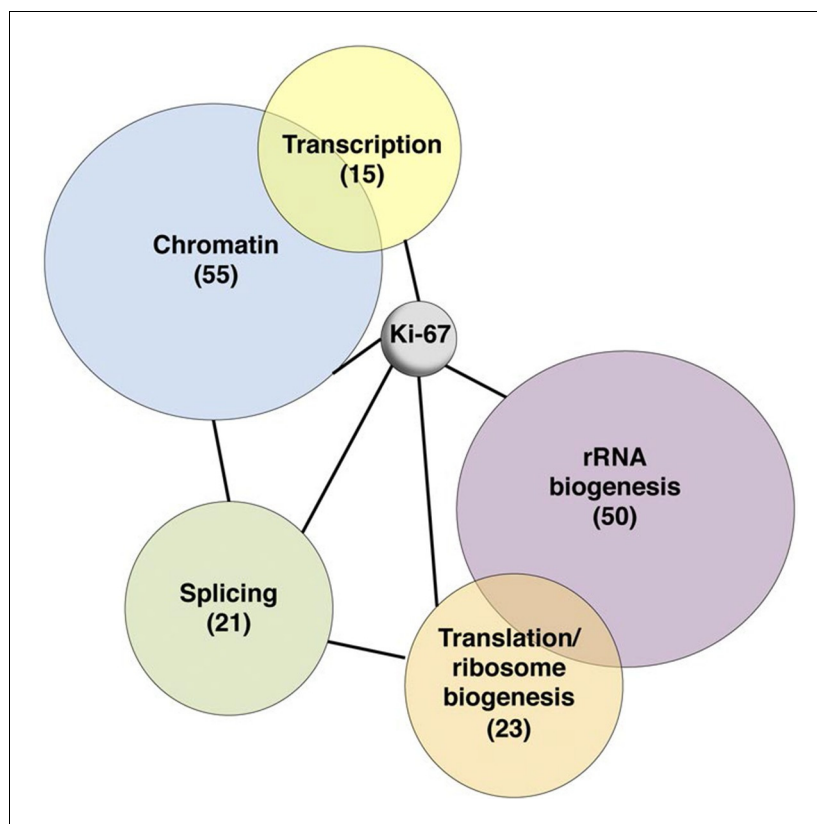 Transcription
(15)
Chromatin
(55)
Ki-67
rRNA
biogenesis
(50)
Splicing
(21)
Translation/
ribosome
biogenesis
(23)